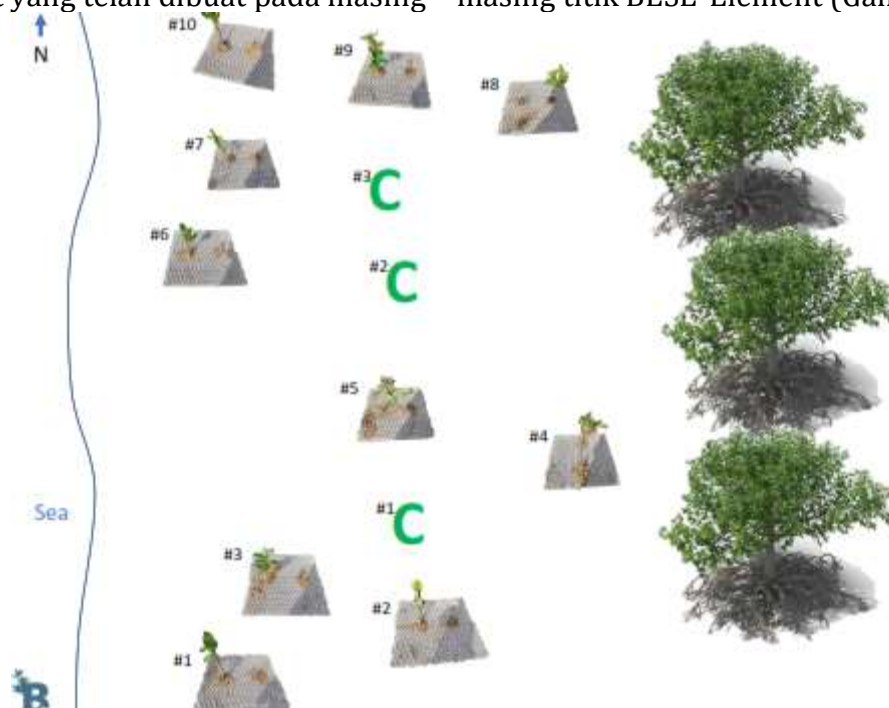 yang telah dibuat pada masing – masing titik BESE-Element (Gam
#10
N
#9
#8
#7
#3 C
#6
#2 C
#5
#4
Sea
#1 C
#3
#2
#1
B